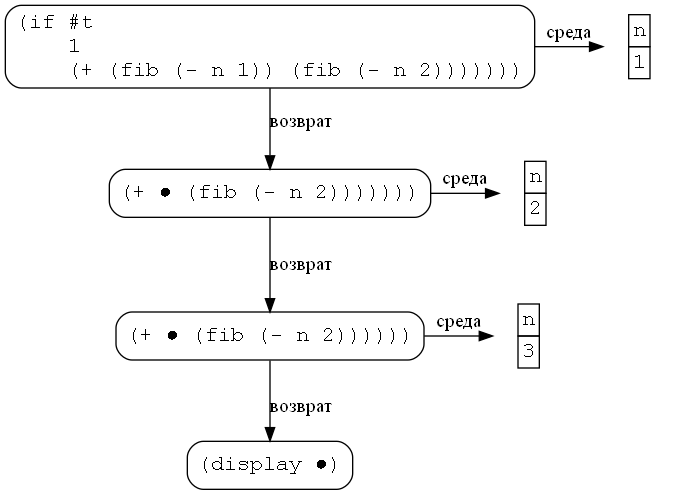 (if #t
среда
n
1
1
(+ (fib (- n 1)) (fib (- n 2)))))))
возврат
(+ ● (fib (- n 2)))))))
среда
n
2
возврат
(+ ● (fib (- n 2))))))
среда
n
3
возврат
(display ●)